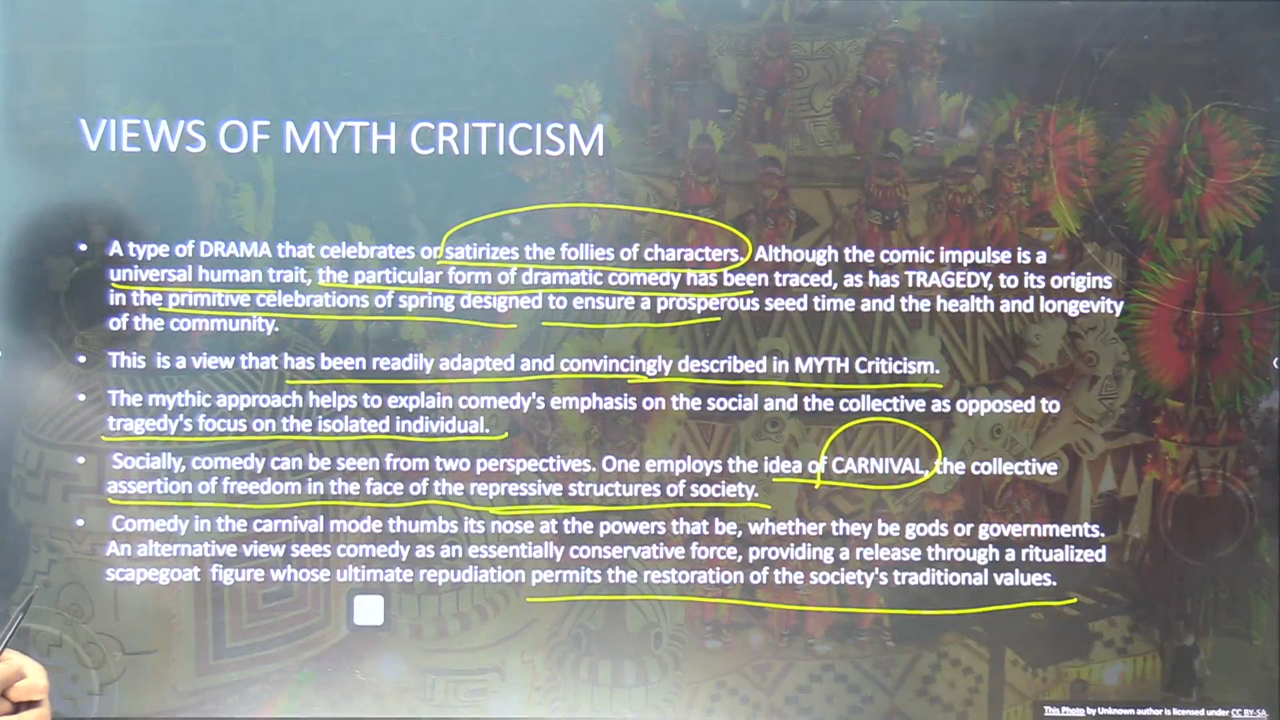 VIEWS OF MYTH CRITICISM
• A type of DRAMA that celebrates or satirizes the follies of characters. Although the comic impulse is a
universal human trait, the particular form of dramatic comedy has been traced, as has TRAGEDY, to its origins
in the primitive celebrations of spring designed to ensure a prosperous seed time and the health and longevity
of the community.
• This is a view that has been readily adapted and convincingly described in MYTH Criticism.
• The mythic approach helps to explain comedy's emphasis on the social and the collective as opposed to
tragedy's focus on the isolated individual.
• Socially, comedy can be seen from two perspectives. One employs the idea of CARNIVAL, the collective
assertion of freedom in the face of the repressive structures of society.
• Comedy in the carnival mode thumbs its nose at the powers that be, whether they be gods or governments.
An alternative view sees comedy as an essentially conservative force, providing a release through a ritualized
scapegoat figure whose ultimate repudiation permits the restoration of the society's traditional values.
This Photo by Unknown author is licensed under CC BY-SA.